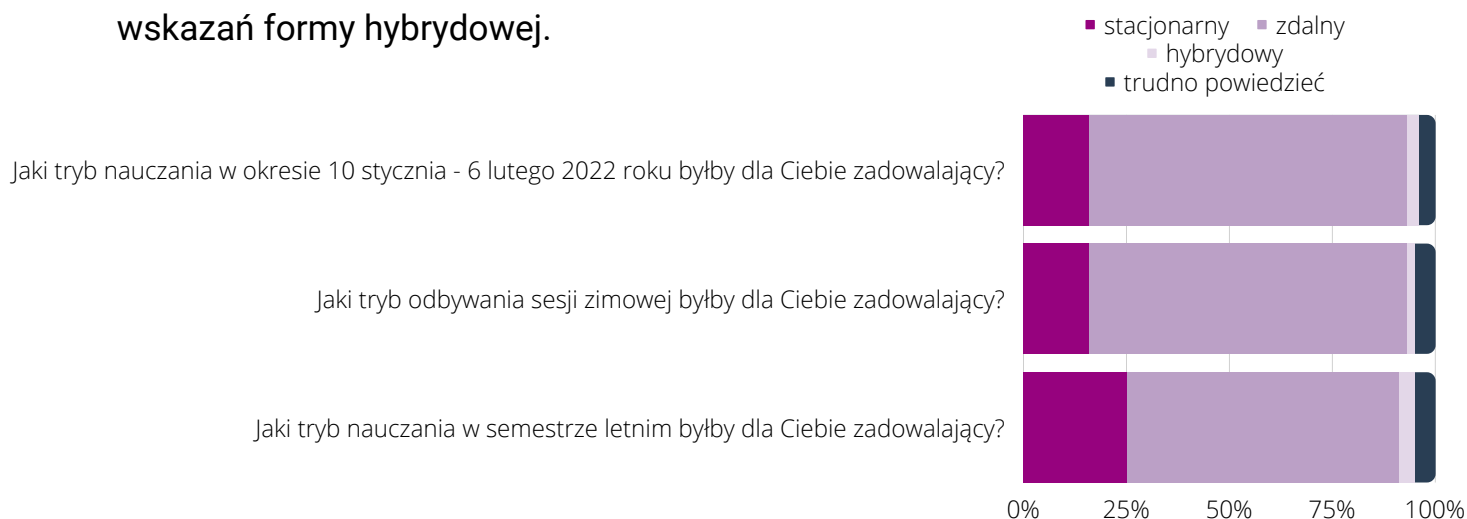 wskazań formy hybrydowej.
stacjonarny zdalny
hybrydowy
trudno powiedzieć
Jaki tryb nauczania w okresie 10 stycznia - 6 lutego 2022 roku byłby dla Ciebie zadowalający?
Jaki tryb odbywania sesji zimowej byłby dla Ciebie zadowalający?
Jaki tryb nauczania w semestrze letnim byłby dla Ciebie zadowalający?
0% 25% 50% 75% 100%